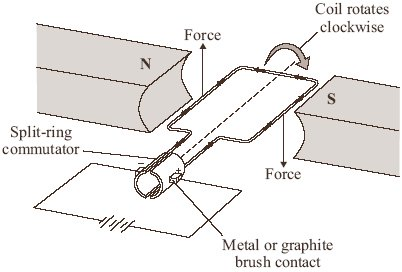 Coil rotates
clockwise
Force
N
S
Split-ring
commutator
Force
Metal or graphite
brush contact